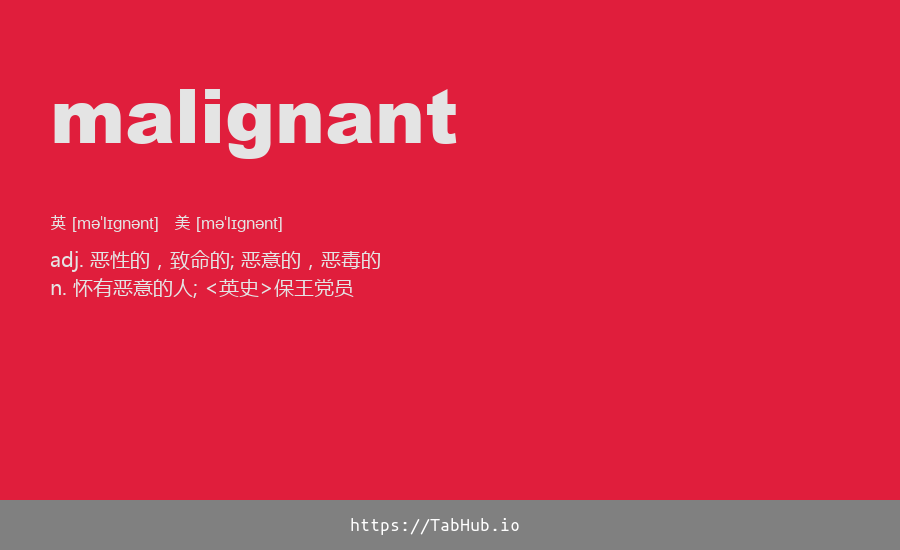 malignant
英 [məˈlɪgnənt] 美 [məˈlɪgnənt]
adj. 恶性的，致命的; 恶意的，恶毒的
n. 怀有恶意的人; <英史>保王党员
https://TabHub.io